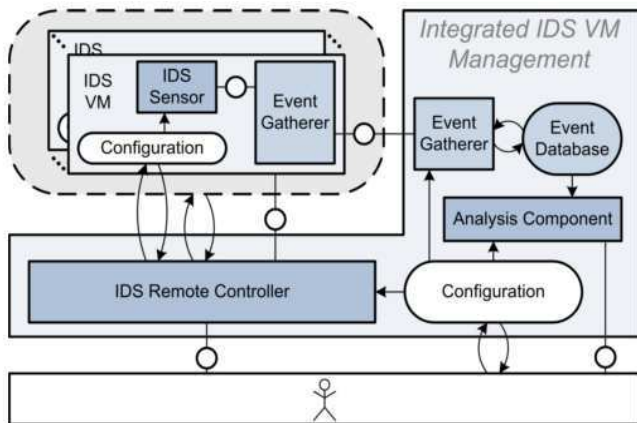 Integrated IDS VM
Management
IDS
IDS
VM
IDS
Sensor
Event
Gatherer
Configuration
Event
Gatherer
Event
Database
Analysis Component
IDS Remote Controller
Configuration